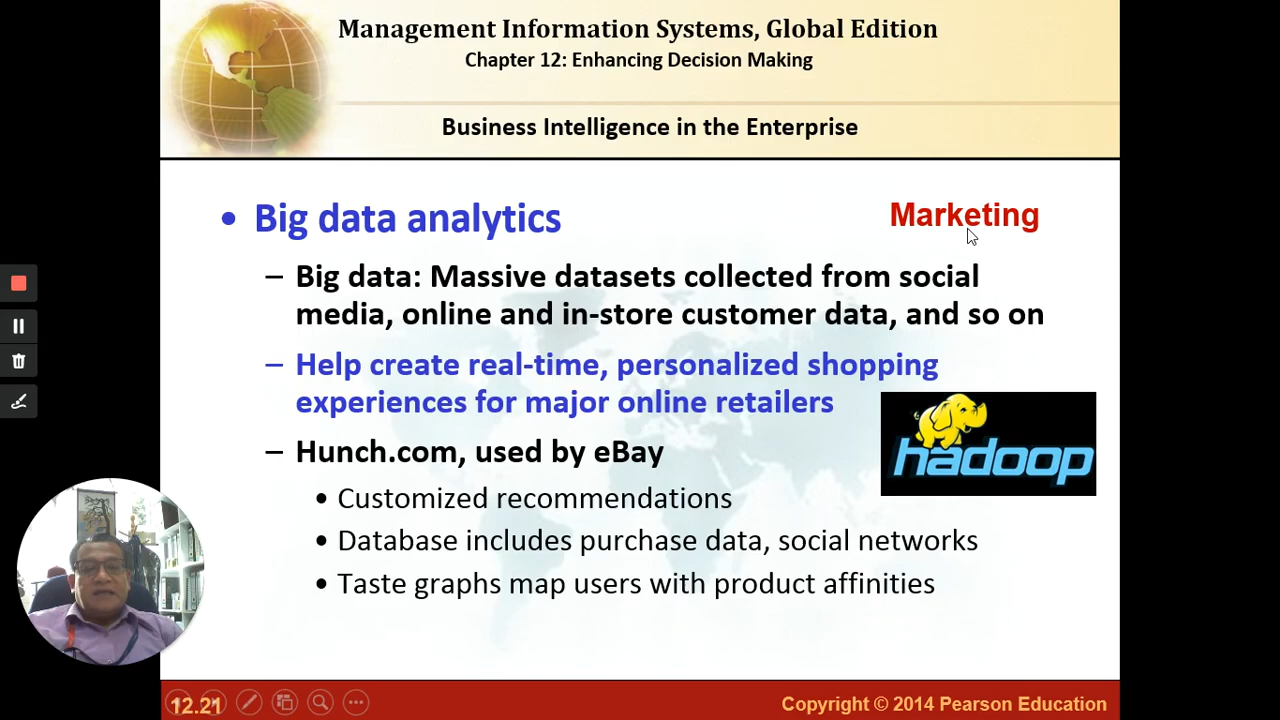 Management Information Systems, Global Edition
Chapter 12: Enhancing Decision Making
Business Intelligence in the Enterprise
• Big data analytics
Marketing
– Big data: Massive datasets collected from social
media, online and in-store customer data, and so on
– Help create real-time, personalized shopping
experiences for major online retailers
hadoop
– Hunch.com, used by eBay
• Customized recommendations
• Database includes purchase data, social networks
• Taste graphs map users with product affinities
12.21
Copyright © 2014 Pearson Education